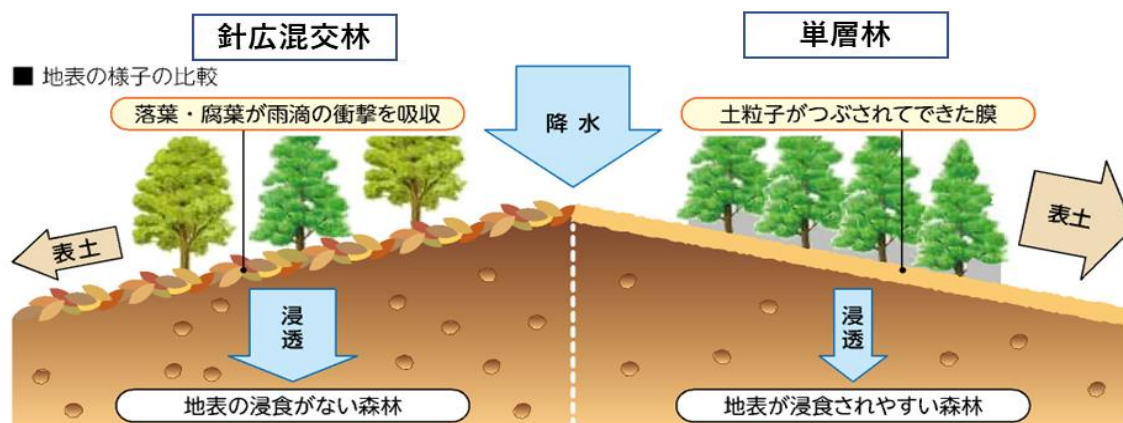 針広混交林
単層林
■ 地表の様子の比較
落葉・腐葉が雨滴の衝撃を吸収
降水
土粒子がつぶされてできた膜
表土
表土
浸透
浸透
地表の浸食がない森林
地表が浸食されやすい森林